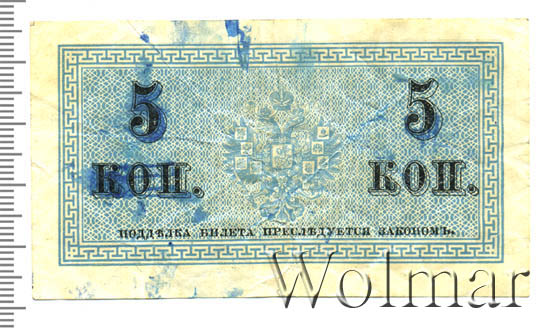 5 5
КОП. КОП.
ПОДДѢЛКА БИЛЕТА ПРЕСЛѢДУЕТСЯ ЗАКОНОМЪ.
Wolmar